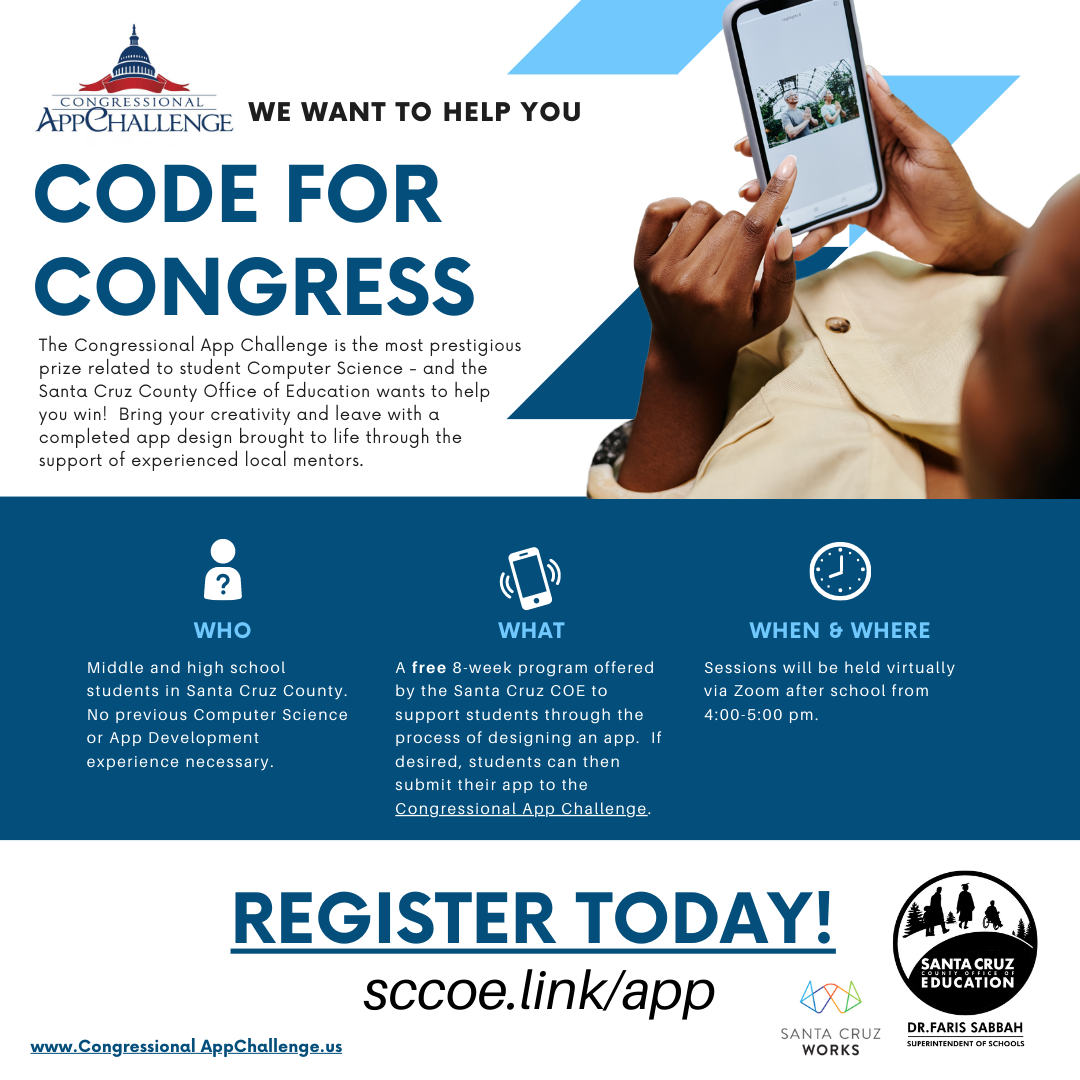 CONGRESSIONAL
APPCHALLENGE
WE WANT TO HELP YOU
CODE FOR
CONGRESS
The Congressional App Challenge is the most prestigious
prize related to student Computer Science – and the
Santa Cruz County Office of Education wants to help
you win!  Bring your creativity and leave with a
completed app design brought to life through the
support of experienced local mentors.
?
WHO
Middle and high school
students in Santa Cruz County.
No previous Computer Science
or App Development
experience necessary.
WHAT
A free 8-week program offered
by the Santa Cruz COE to
support students through the
process of designing an app.  If
desired, students can then
submit their app to the
Congressional App Challenge.
WHEN & WHERE
Sessions will be held virtually
via Zoom after school from
4:00-5:00 pm.
REGISTER TODAY!
sccoe.link/app
www.Congressional AppChallenge.us
SANTA CRUZ
WORKS
SANTA CRUZ
COUNTY OFFICE OF
EDUCATION
DR.FARIS SABBAH
SUPERINTENDENT OF SCHOOLS